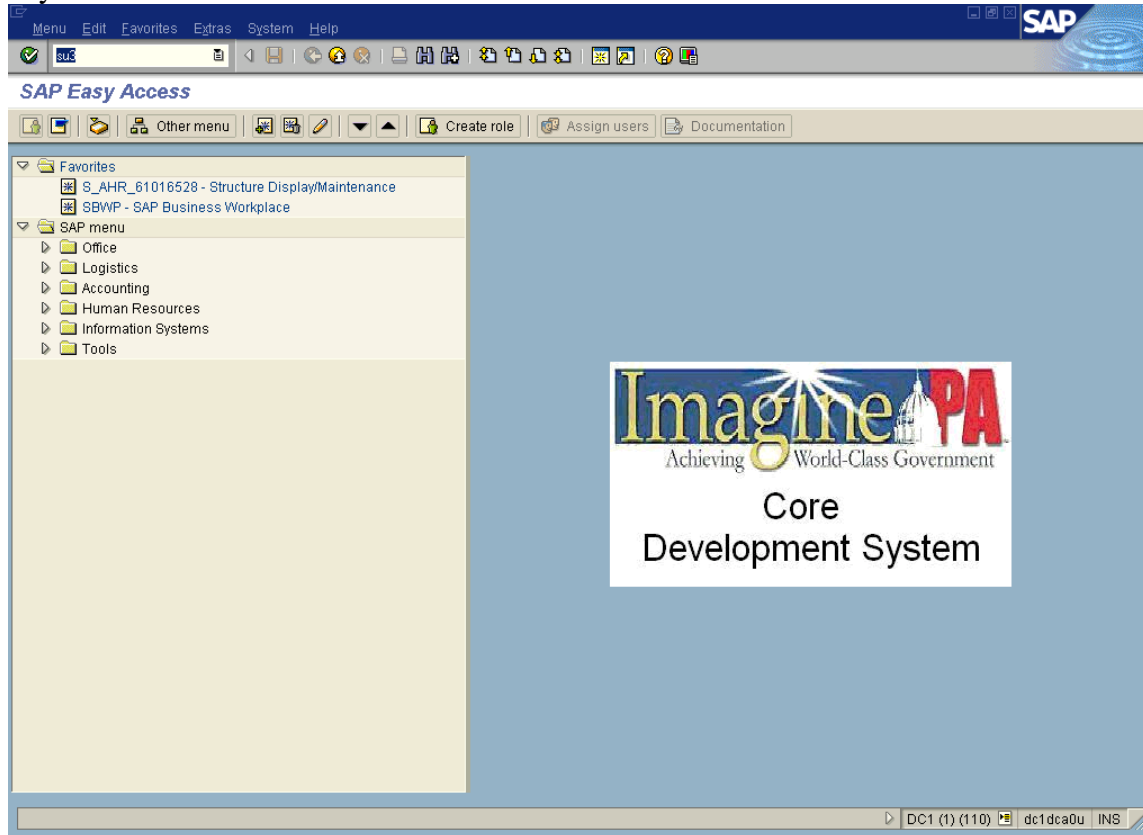 Menu Edit Favorites Extras System Help
SAP
su3
SAP Easy Access
Other menu Create role Assign users Documentation
Favorites
S_AHR_61016528 - Structure Display/Maintenance
SBWP - SAP Business Workplace
SAP menu
Office
Logistics
Accounting
Human Resources
Information Systems
Tools
Imagine PA
Achieving World-Class Government
Core
Development System
DC1 (1) (110) dc1dca0u INS